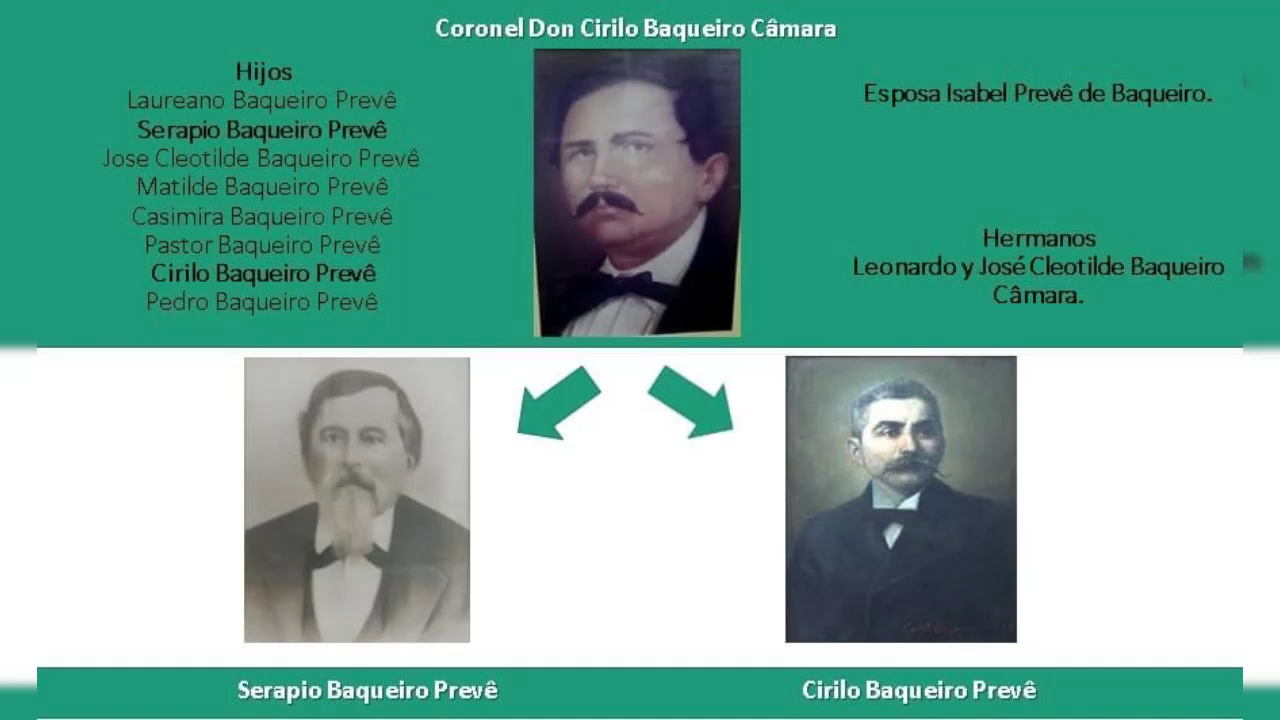 Coronel Don Cirilo Baqueiro Câmara
Hijos
Laureano Baqueiro Prevê
Serapio Baqueiro Prevê
Jose Cleotilde Baqueiro Prevê
Matilde Baqueiro Prevê
Casimira Baqueiro Prevê
Pastor Baqueiro Prevê
Cirilo Baqueiro Prevê
Pedro Baqueiro Prevê
Esposa Isabel Prevê de Baqueiro.
Hermanos
Leonardo y José Cleotilde Baqueiro
Câmara.
Serapio Baqueiro Prevê
Cirilo Baqueiro Prevê